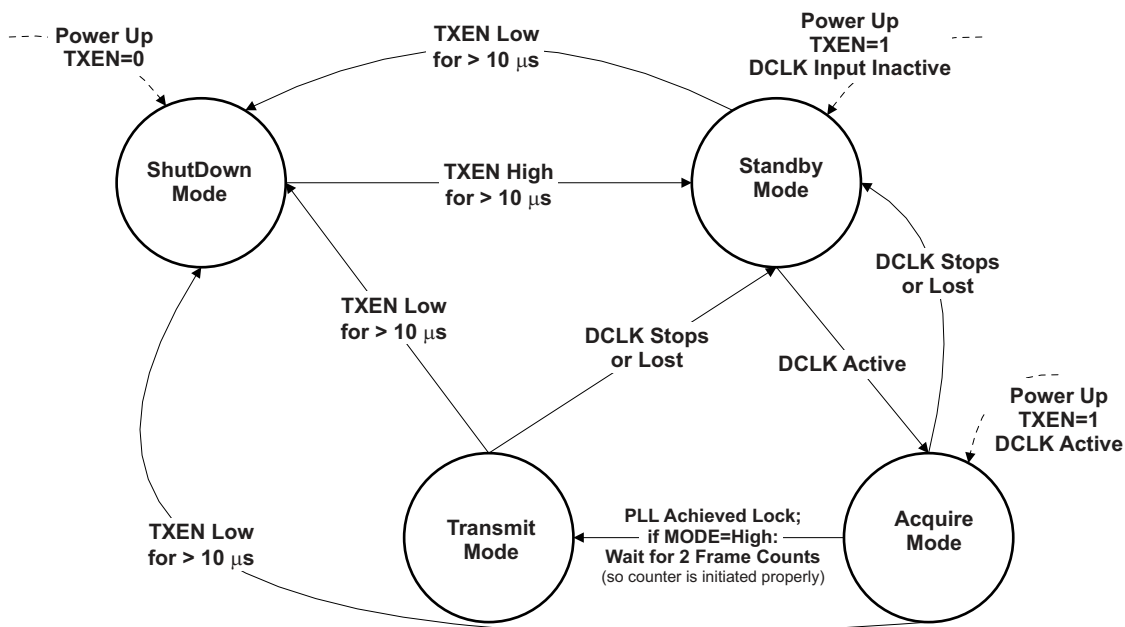 Power Up
TXEN=0
TXEN Low
for > 10 μs
Power Up
TXEN=1
DCLK Input Inactive
ShutDown
Mode
TXEN High
for > 10 μs
Standby
Mode
TXEN Low
for > 10 μs
DCLK Stops
or Lost
DCLK Stops
or Lost
DCLK Active
Power Up
TXEN=1
DCLK Active
TXEN Low
for > 10 μs
Transmit
Mode
PLL Achieved Lock;
if MODE=High:
Wait for 2 Frame Counts
(so counter is initiated properly)
Acquire
Mode